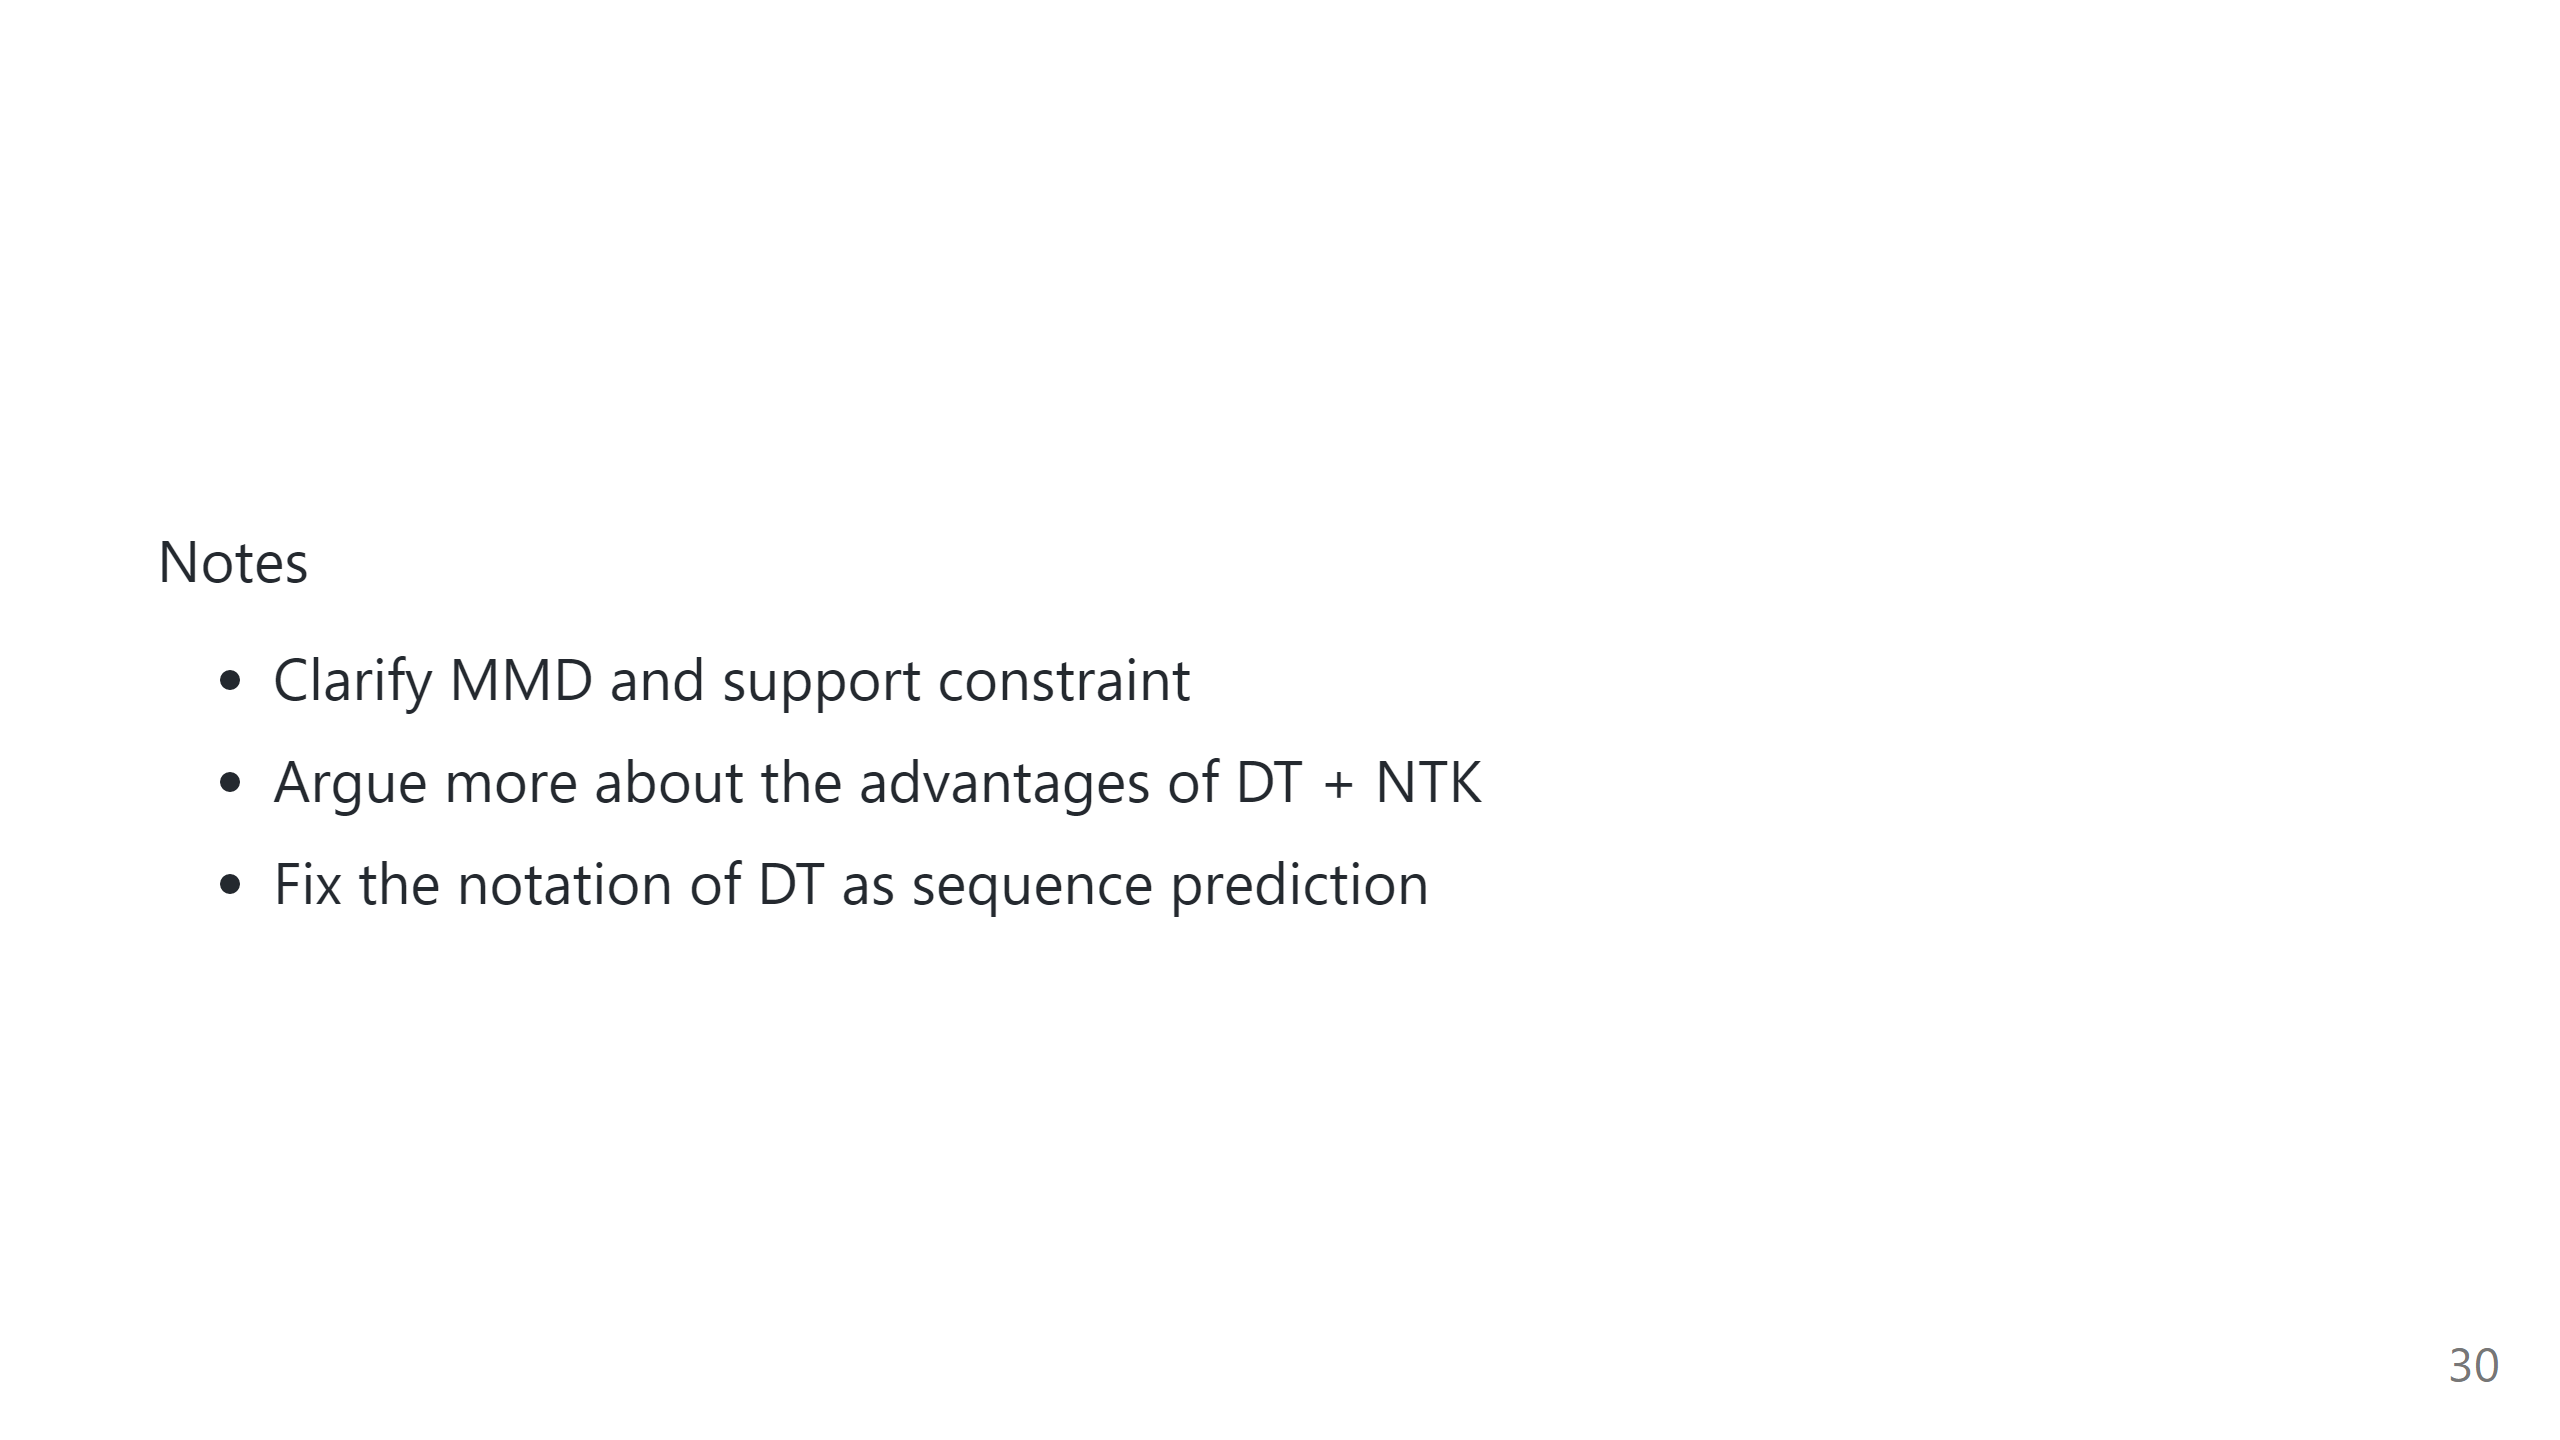 Notes
• Clarify MMD and support constraint
• Argue more about the advantages of DT + NTK
• Fix the notation of DT as sequence prediction
30